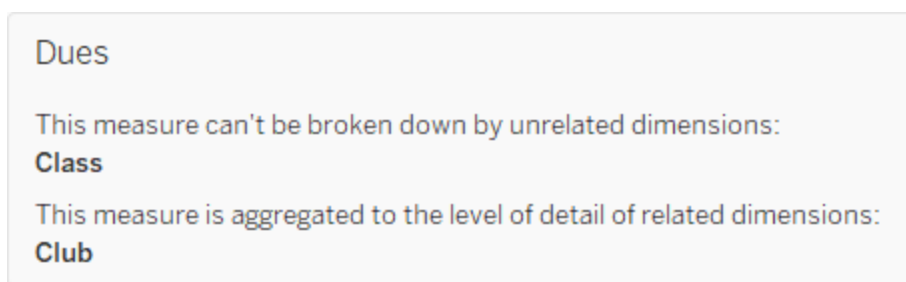 Dues
This measure can't be broken down by unrelated dimensions:
Class
This measure is aggregated to the level of detail of related dimensions:
Club